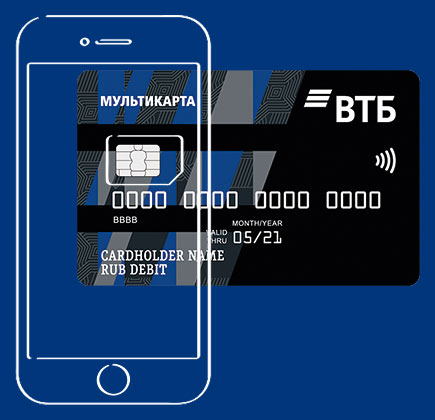 МУЛЬТИКАРТА
ВТБ
0000 0000 0000 0000
BBBB
MONTH/YEAR
VALID THRU 05/21
CARDHOLDER NAME
RUB DEBIT